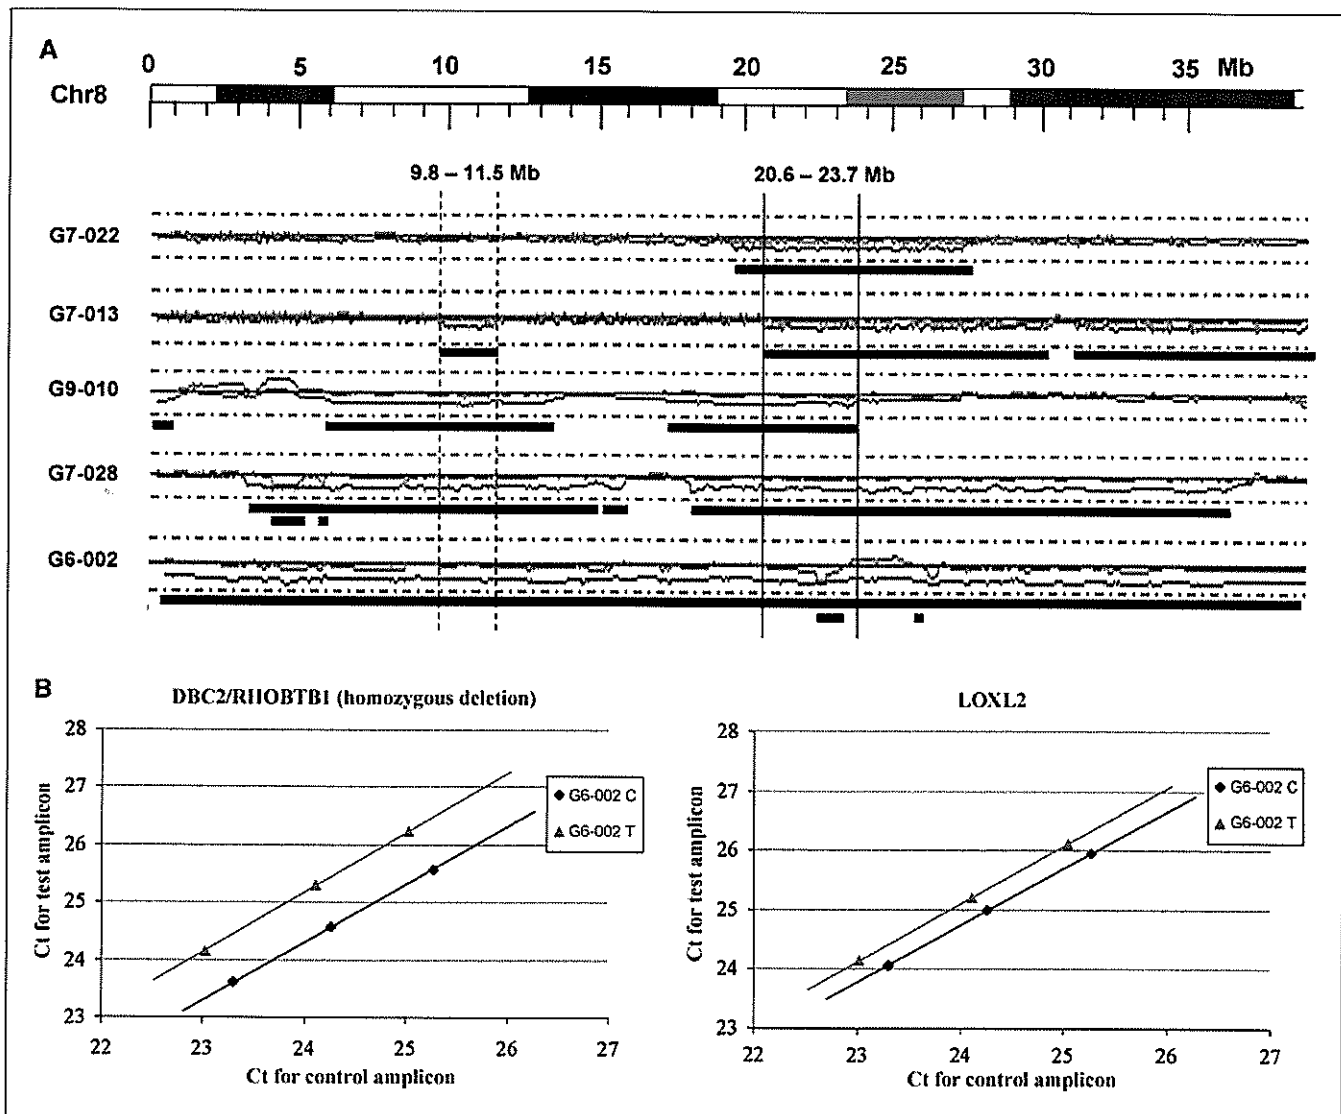 A
0 5 10 15 20 25 30 35 Mb
Chr8
9.8 – 11.5 Mb 20.6 – 23.7 Mb
G7-022
G7-013
G9-010
G7-028
G6-002
B
DBC2/RHOBTB1 (homozygous deletion)
28
27
26
25
24
23
22 23 24 25 26 27
Ct for test amplicon
Ct for control amplicon
G6-002 C
G6-002 T
LOXL2
28
27
26
25
24
23
22 23 24 25 26 27
Ct for test amplicon
Ct for control amplicon
G6-002 C
G6-002 T